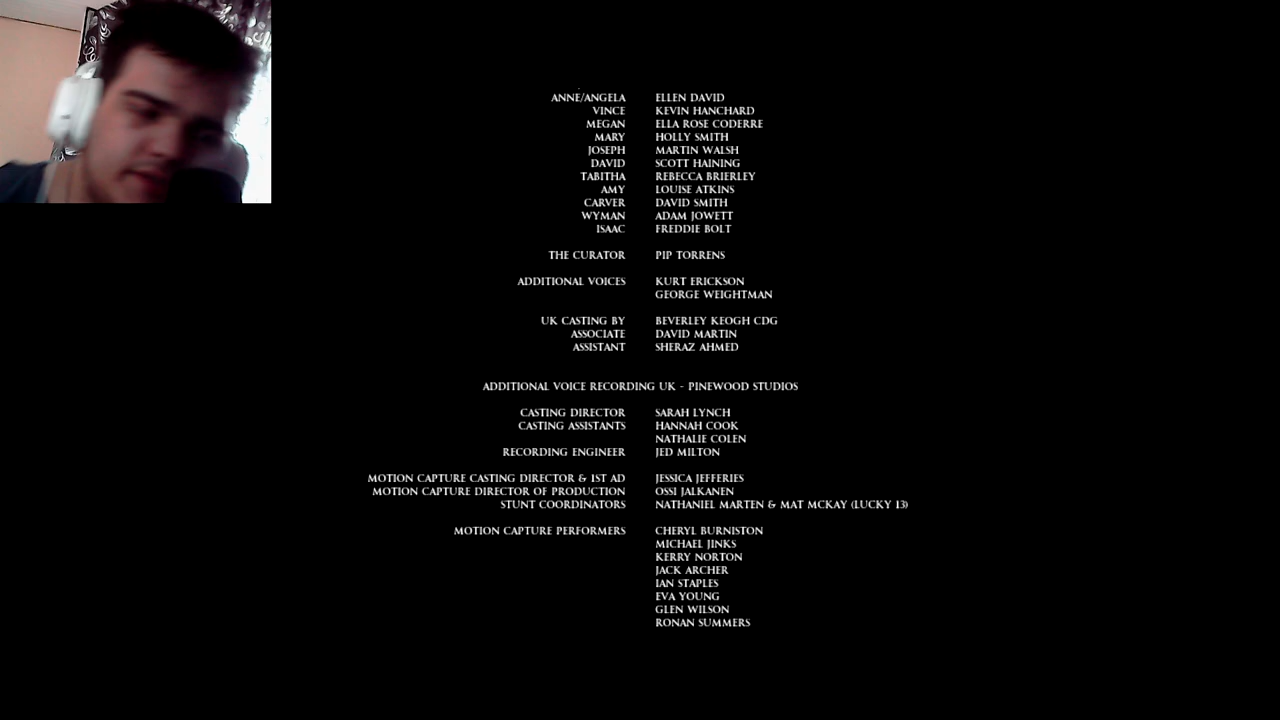 ANNE/ANGELA ELLEN DAVID
VINCE KEVIN HANCHARD
MEGAN ELLA ROSE CODERRE
MARY HOLLY SMITH
JOSEPH MARTIN WALSH
DAVID SCOTT HAINING
TABITHA REBECCA BRIERLEY
AMY LOUISE ATKINS
CARVER DAVID SMITH
WYMAN ADAM JOWETT
ISAAC FREDDIE BOLT
THE CURATOR PIP TORRENS
ADDITIONAL VOICES KURT ERICKSON
GEORGE WEIGHTMAN
UK CASTING BY BEVERLEY KEOGH CDG
ASSOCIATE DAVID MARTIN
ASSISTANT SHERAZ AHMED
ADDITIONAL VOICE RECORDING UK - PINEWOOD STUDIOS
CASTING DIRECTOR SARAH LYNCH
CASTING ASSISTANTS HANNAH COOK
NATHALIE COLEN
RECORDING ENGINEER JED MILTON
MOTION CAPTURE CASTING DIRECTOR & 1ST AD JESSICA JEFFERIES
MOTION CAPTURE DIRECTOR OF PRODUCTION OSSI JALKANEN
STUNT COORDINATORS NATHANIEL MARTEN & MAT MCKAY (LUCKY 13)
MOTION CAPTURE PERFORMERS CHERYL BURNISTON
MICHAEL JINKS
KERRY NORTON
JACK ARCHER
IAN STAPLES
EVA YOUNG
GLEN WILSON
RONAN SUMMERS